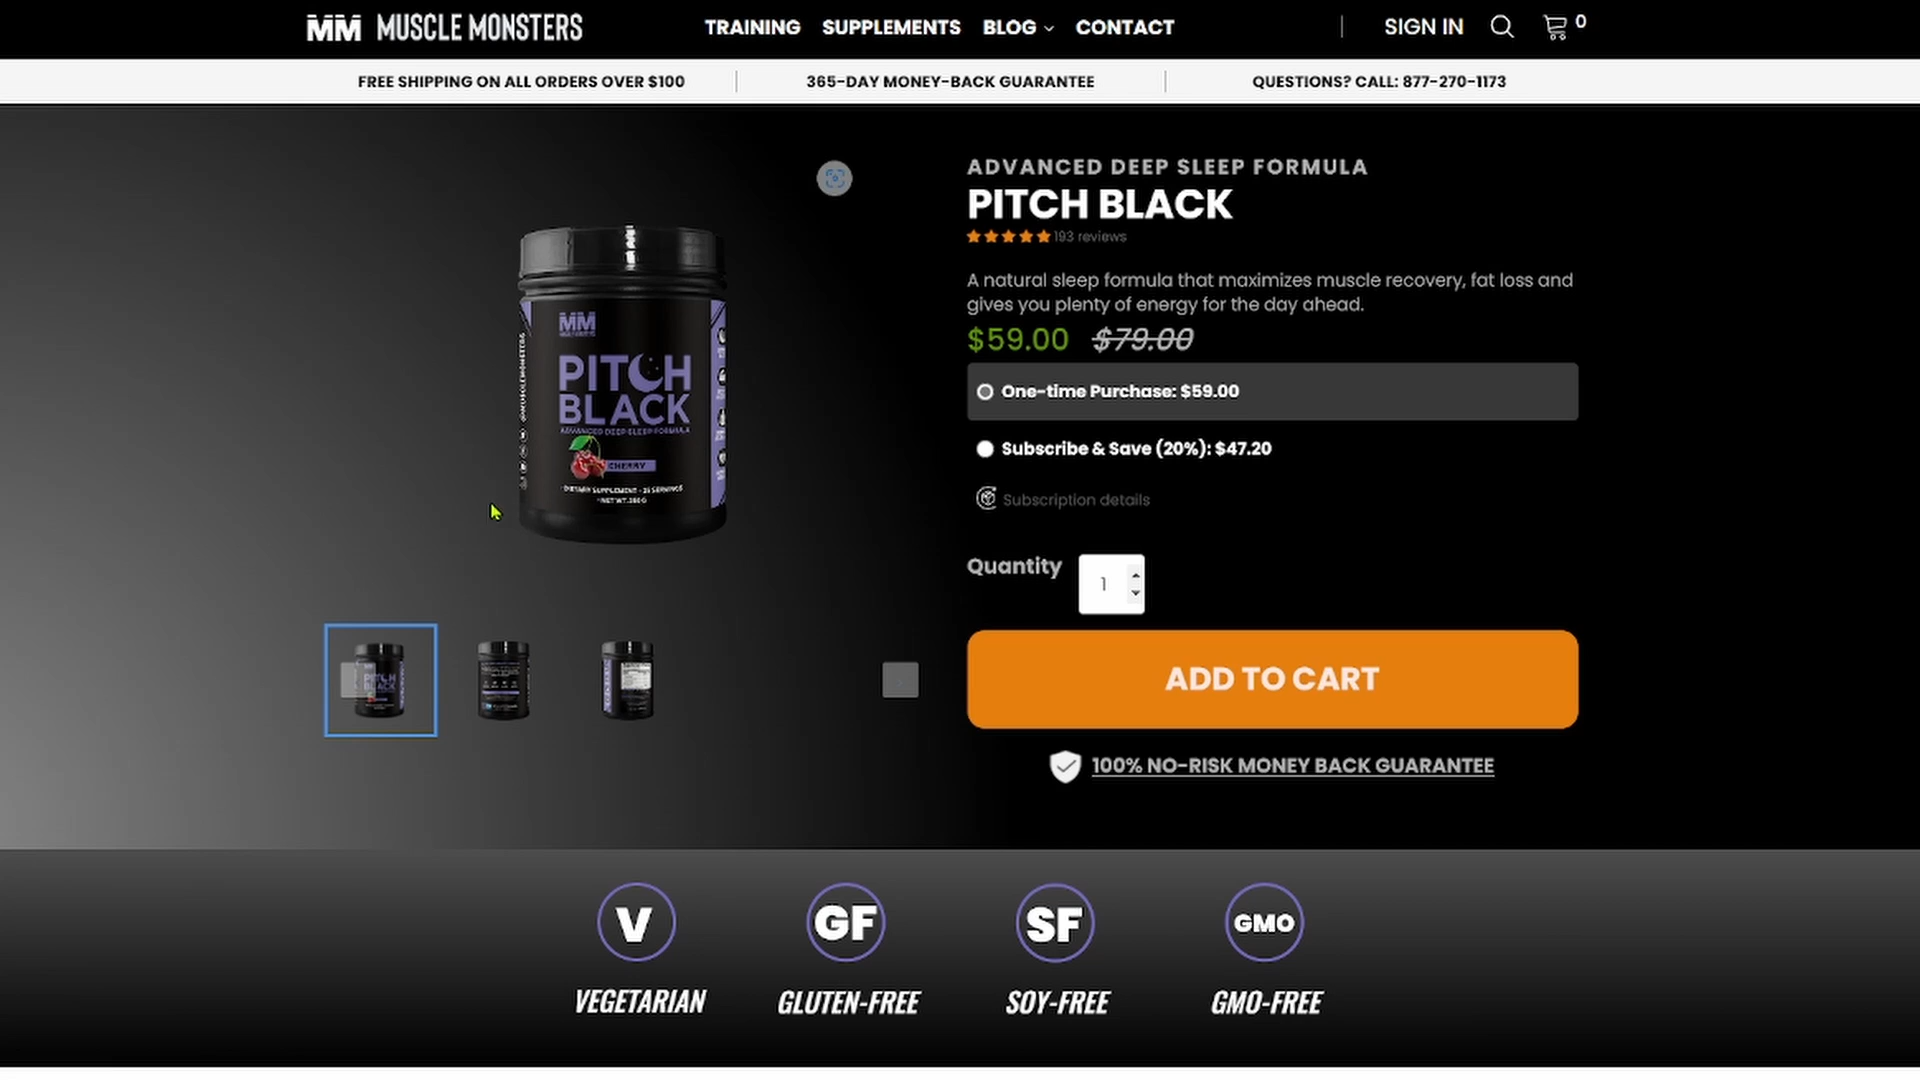 MM MUSCLE MONSTERS
TRAINING SUPPLEMENTS BLOG CONTACT
SIGN IN 0
FREE SHIPPING ON ALL ORDERS OVER $100
365-DAY MONEY-BACK GUARANTEE
QUESTIONS? CALL: 877-270-1173
ADVANCED DEEP SLEEP FORMULA
PITCH BLACK
193 reviews
A natural sleep formula that maximizes muscle recovery, fat loss and
gives you plenty of energy for the day ahead.
$59.00 $79.00
One-time Purchase: $59.00
Subscribe & Save (20%): $47.20
Subscription details
Quantity
1
ADD TO CART
100% NO-RISK MONEY BACK GUARANTEE
MM
PITCH
BLACK
ADVANCED DEEP SLEEP FORMULA
CHERRY
@MUSCLEMONSTERS
PITCH
BLACK
V
GF
SF
GMO
VEGETARIAN
GLUTEN-FREE
SOY-FREE
GMO-FREE